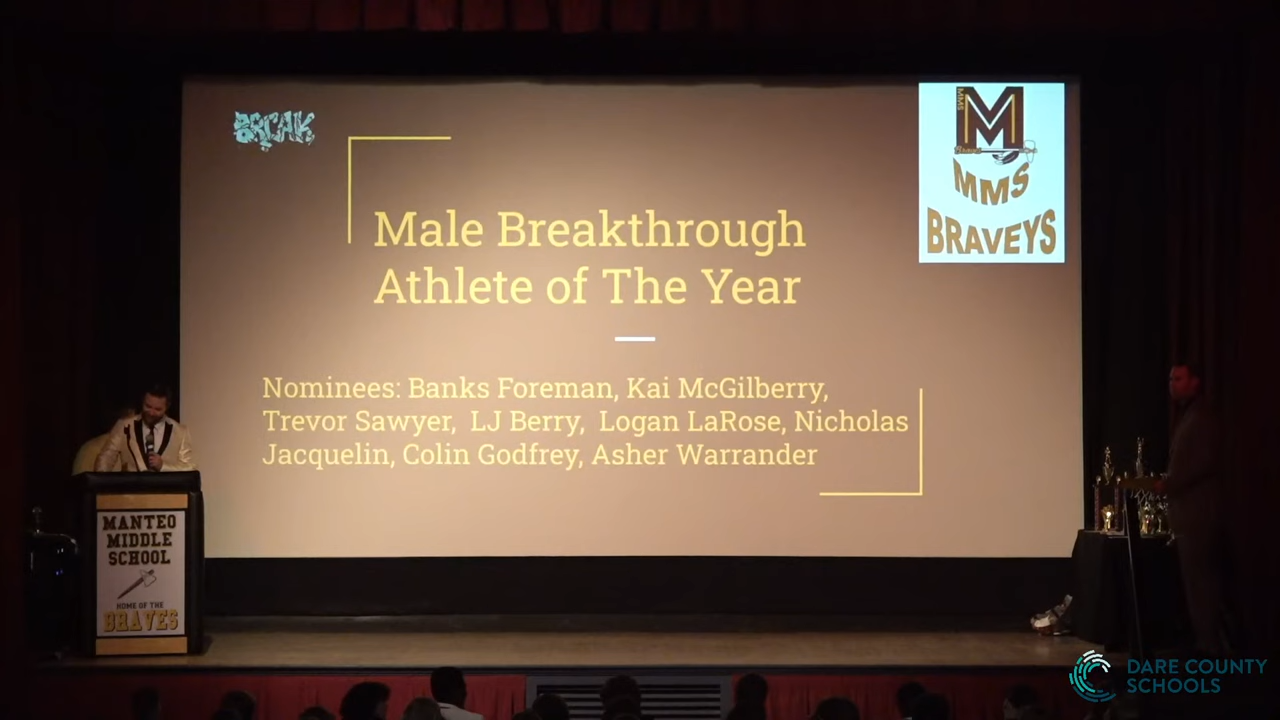 BREAK
MMS
M
MMS
BRAVEYS
Male Breakthrough
Athlete of The Year
Nominees: Banks Foreman, Kai McGilberry,
Trevor Sawyer, LJ Berry, Logan LaRose, Nicholas
Jacquelin, Colin Godfrey, Asher Warrander
MANTEO
MIDDLE
SCHOOL
HOME OF THE
BRAVES
DARE COUNTY
SCHOOLS